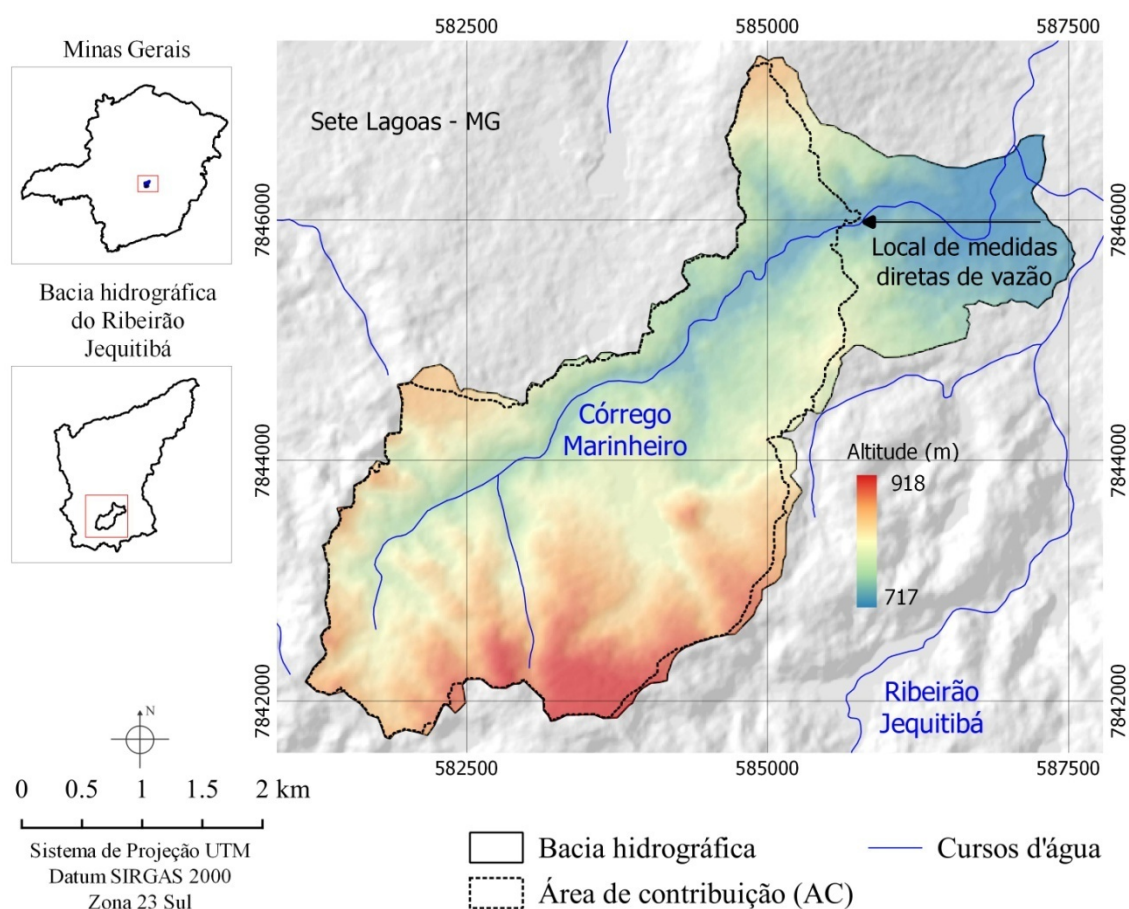 Minas Gerais
Bacia hidrográfica
do Ribeirão
Jequitibá
582500
585000
587500
Sete Lagoas - MG
7846000
7846000
Local de medidas
diretas de vazão
Córrego
Marinheiro
Altitude (m)
918
717
7844000
7844000
Ribeirão
Jequitibá
7842000
7842000
582500
585000
587500
N
0 0.5 1 1.5 2 km
Sistema de Projeção UTM
Datum SIRGAS 2000
Zona 23 Sul
Bacia hidrográfica
Cursos d'água
Área de contribuição (AC)